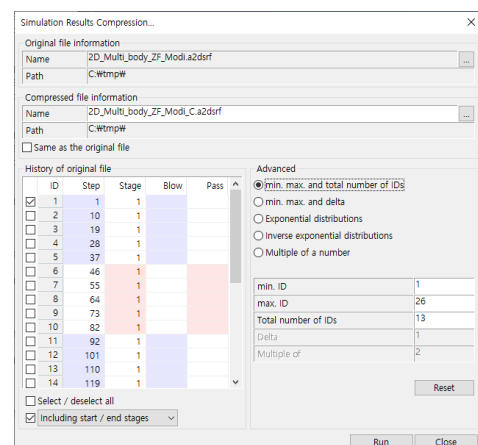 Simulation Results Compression...
Original file information
Name 2D_Multi_body_ZF_Modi.a2dsrf ...
Path C:₩tmp₩
Compressed file information
Name 2D_Multi_body_ZF_Modi_C.a2dsrf ...
Path C:₩tmp₩
Same as the original file
History of original file
ID Step Stage Blow Pass
1 1 1
2 10 1
3 19 1
4 28 1
5 37 1
6 46 1
7 55 1
8 64 1
9 73 1
10 82 1
11 92 1
12 101 1
13 110 1
14 119 1
Select / deselect all
Including start / end stages
Advanced
min. max. and total number of IDs
min. max. and delta
Exponential distributions
Inverse exponential distributions
Multiple of a number
min. ID 1
max. ID 26
Total number of IDs 13
Delta 1
Multiple of 2
Reset
Run Close